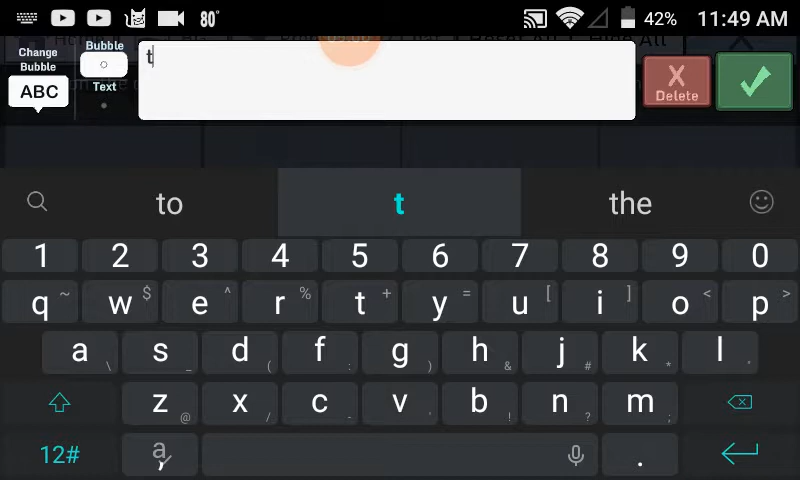 80° 42% 11:49 AM
Change
Bubble
ABC
Bubble
Text
t
X
Delete
to t the
1 2 3 4 5 6 7 8 9 0
q ~ w $ e ^ r % t + y = u [ i ] o < p >
a \ s _ d ( f : g ) h & j # k * l "
z @ x / c - v ' b ! n ? m ;
12# a , .